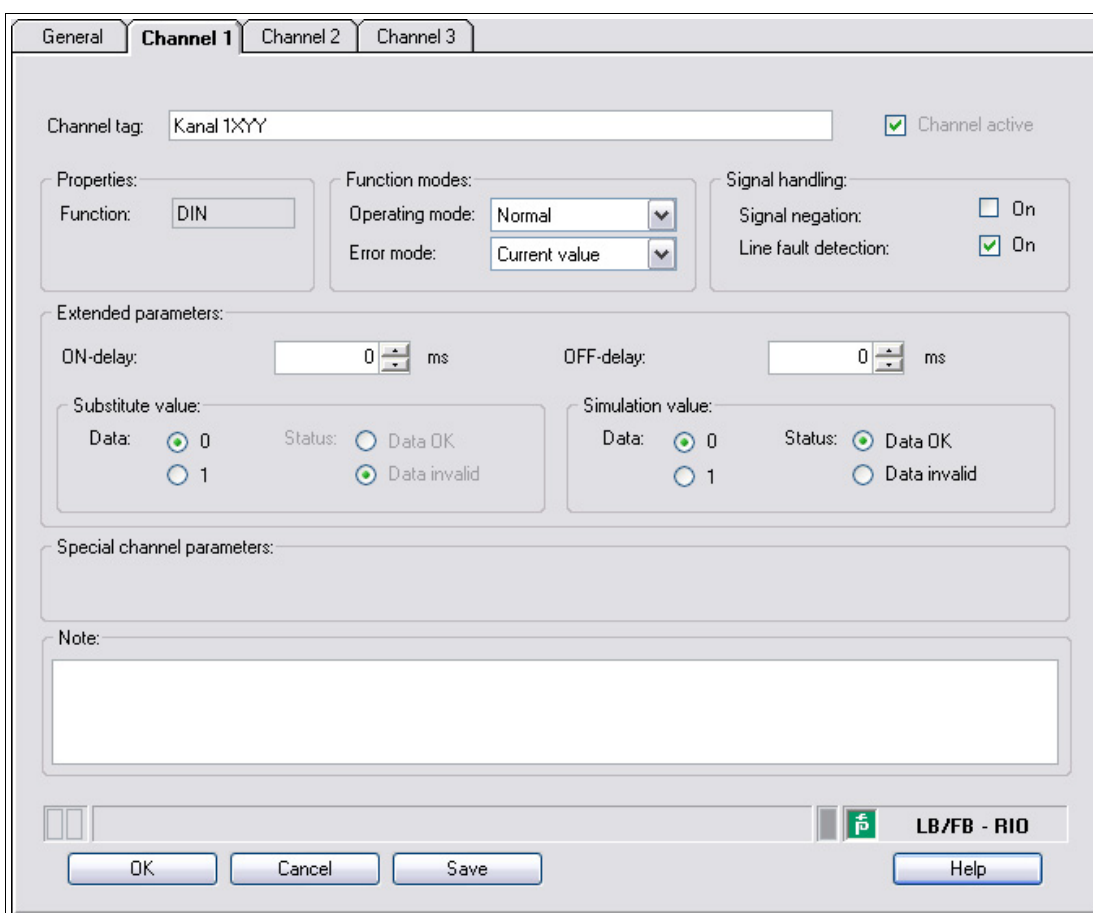 General Channel 1 Channel 2 Channel 3
Channel tag: Kanal 1XYY Channel active
Properties: Function modes: Signal handling:
Function: DIN Operating mode: Normal Signal negation: On
Error mode: Current value Line fault detection: On
Extended parameters:
ON-delay: 0 ms OFF-delay: 0 ms
Substitute value: Simulation value:
Data: 0 Status: Data OK Data: 0 Status: Data OK
1 Data invalid 1 Data invalid
Special channel parameters:
Note:
LB/FB - RIO
OK Cancel Save Help